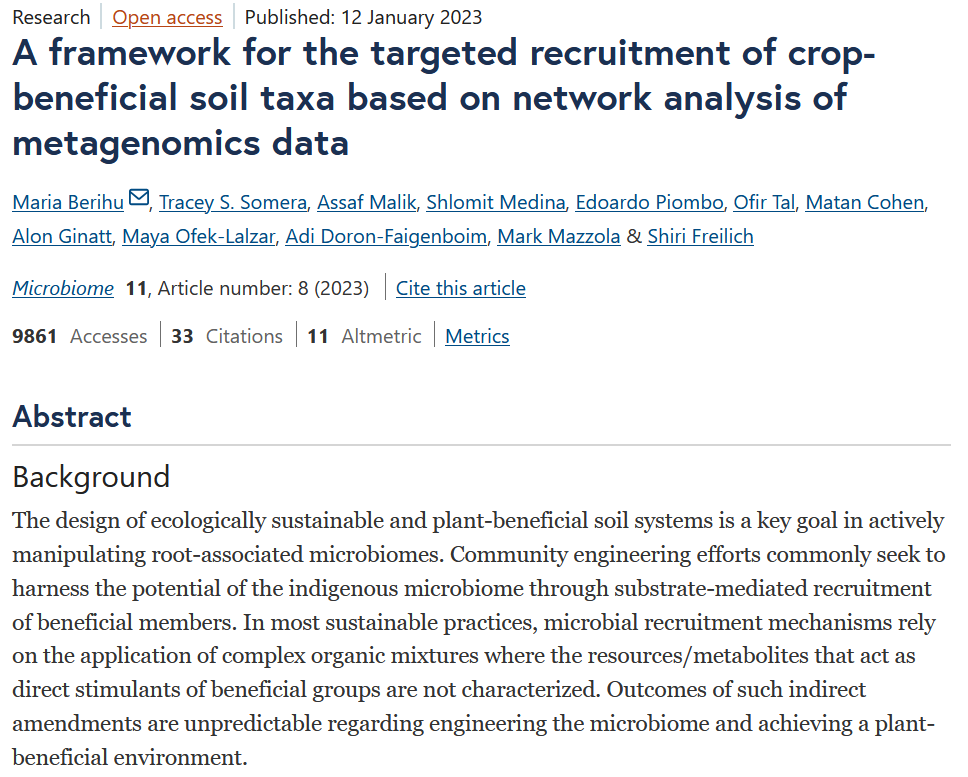 Research | Open access | Published: 12 January 2023
A framework for the targeted recruitment of crop-
beneficial soil taxa based on network analysis of
metagenomics data
Maria Berihu, Tracey S. Somera, Assaf Malik, Shlomit Medina, Edoardo Piombo, Ofir Tal, Matan Cohen,
Alon Ginatt, Maya Ofek-Lalzar, Adi Doron-Faigenboim, Mark Mazzola & Shiri Freilich
Microbiome 11, Article number: 8 (2023) | Cite this article
9861 Accesses | 33 Citations | 11 Altmetric | Metrics
Abstract
Background
The design of ecologically sustainable and plant-beneficial soil systems is a key goal in actively
manipulating root-associated microbiomes. Community engineering efforts commonly seek to
harness the potential of the indigenous microbiome through substrate-mediated recruitment
of beneficial members. In most sustainable practices, microbial recruitment mechanisms rely
on the application of complex organic mixtures where the resources/metabolites that act as
direct stimulants of beneficial groups are not characterized. Outcomes of such indirect
amendments are unpredictable regarding engineering the microbiome and achieving a plant-
beneficial environment.